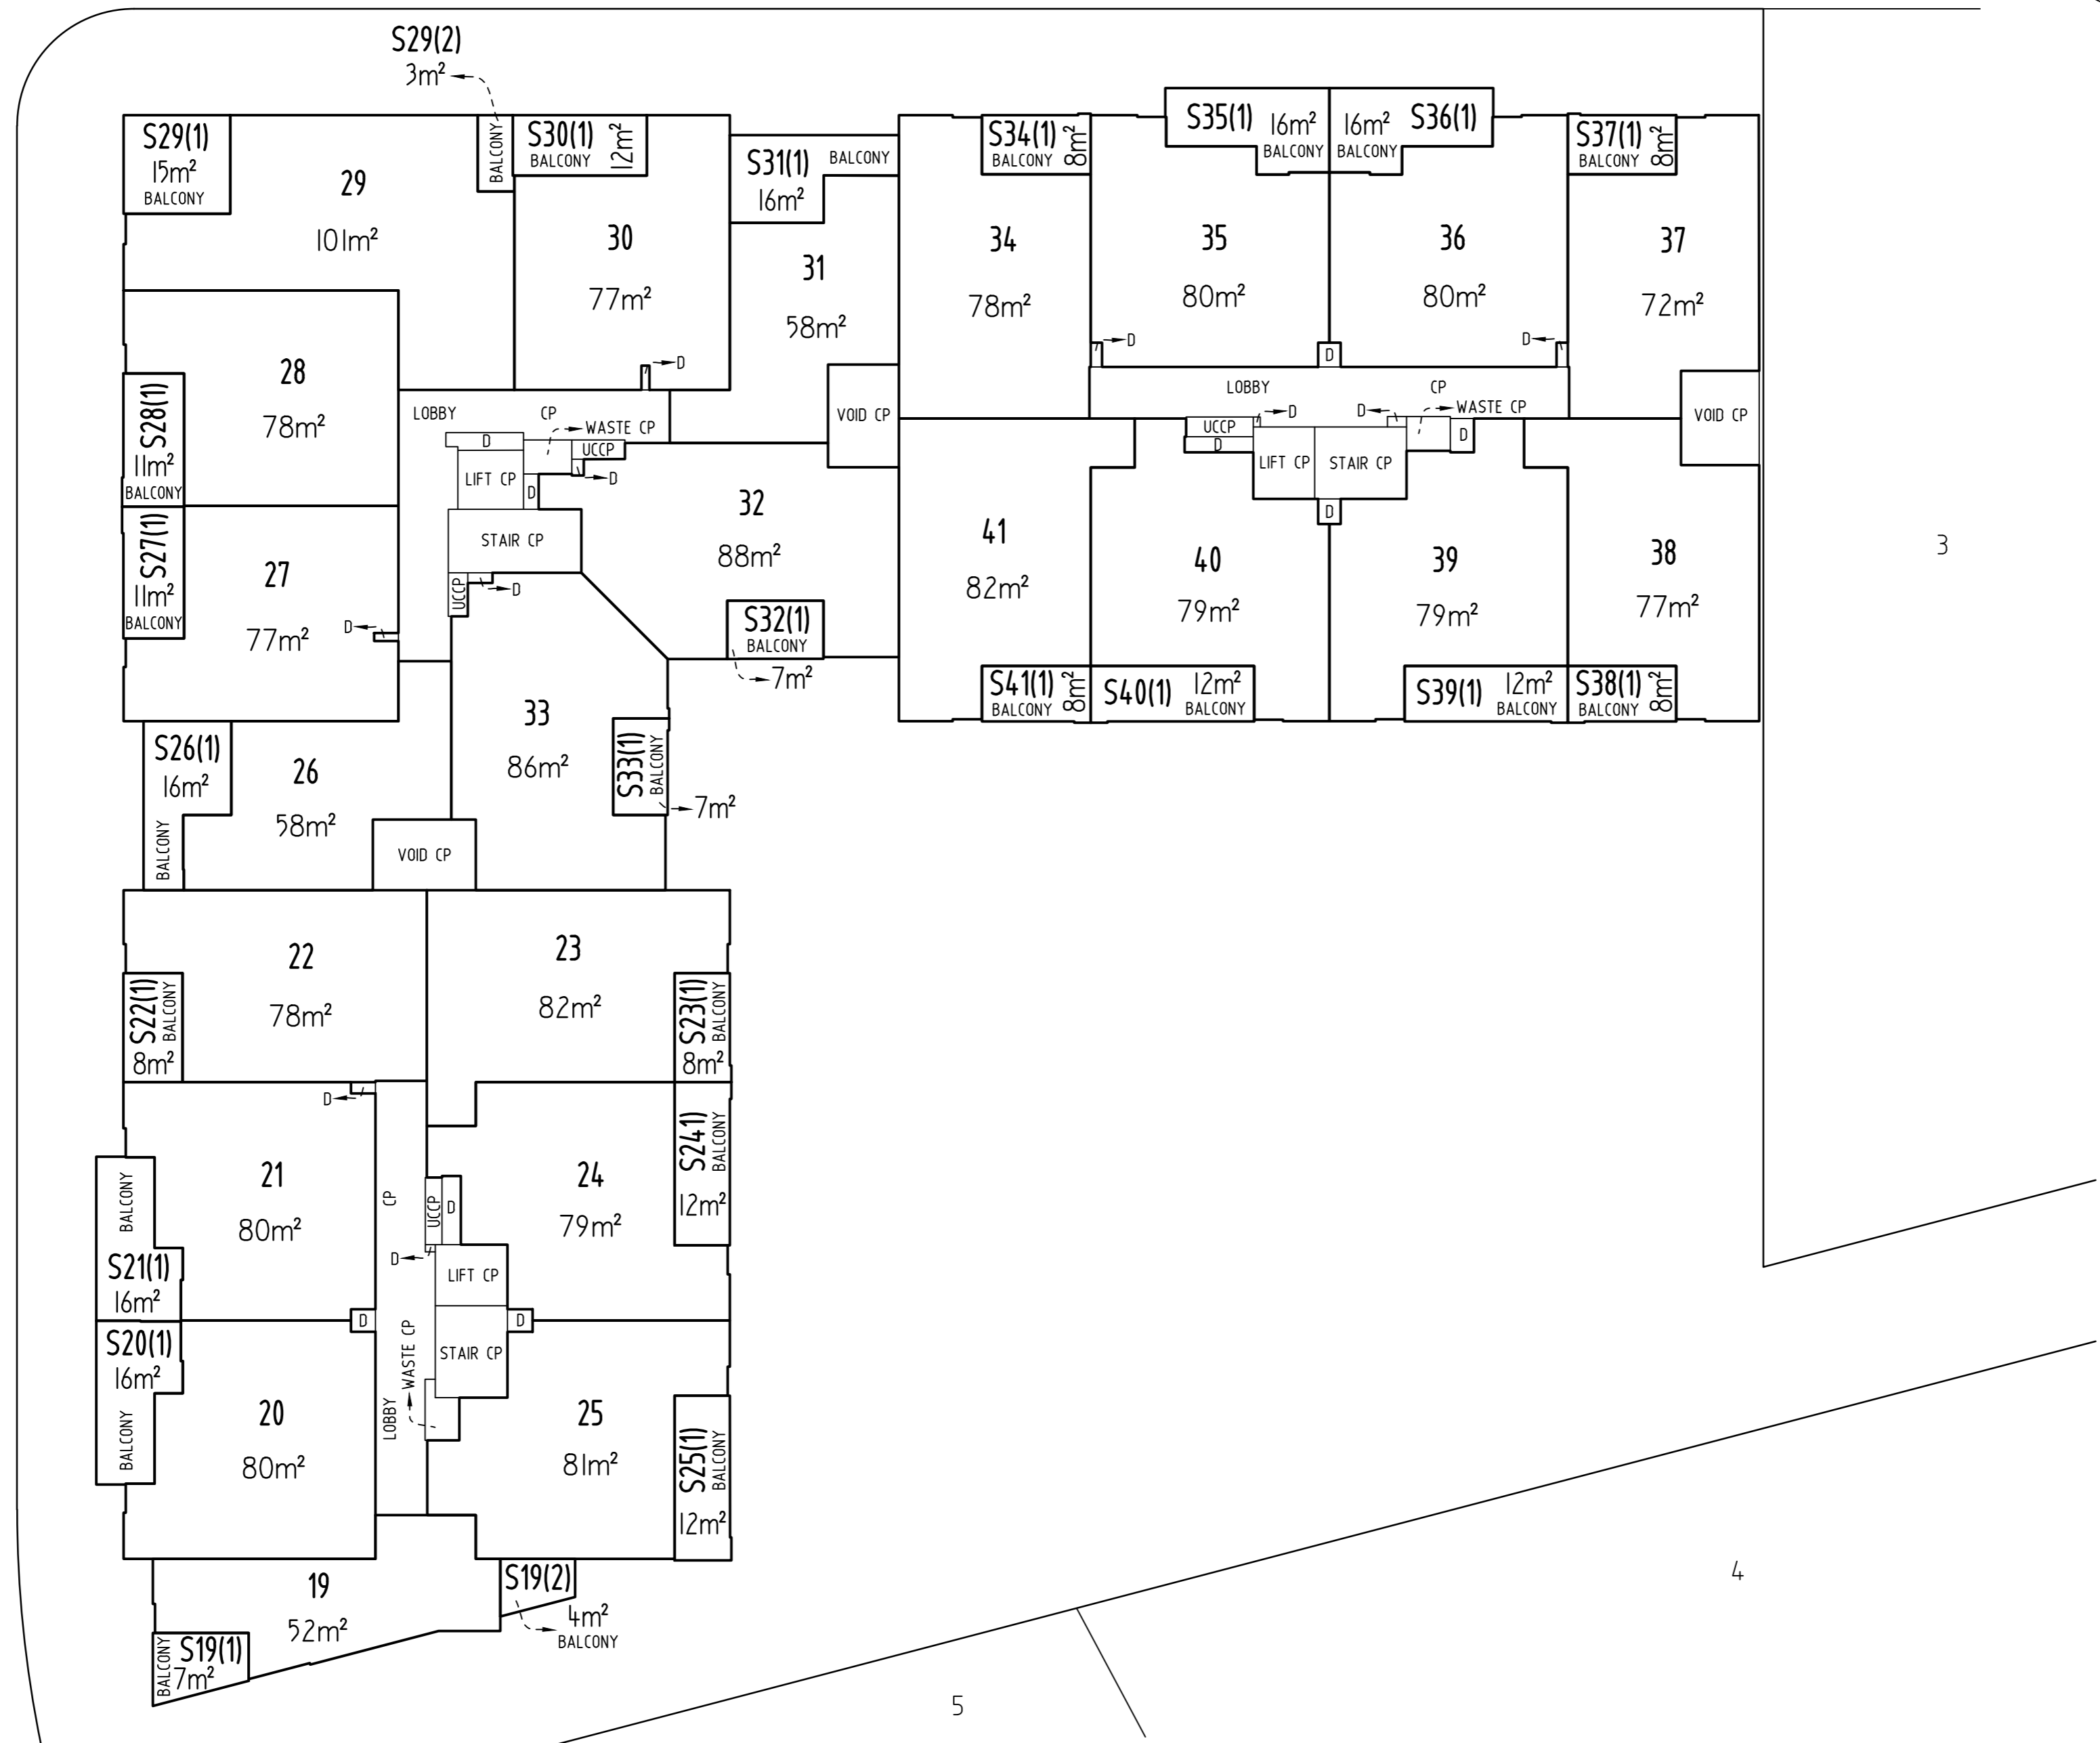 S29(2)
3m²
S29(1)
15m²
BALCONY
29
101m²
BALCONY
S30(1)
BALCONY
12m²
30
77m²
D
S31(1)
16m²
BALCONY
31
58m²
VOID CP
S34(1)
BALCONY
8m²
34
78m²
S35(1)
16m²
BALCONY
35
80m²
D
D
16m²
S36(1)
BALCONY
36
80m²
D
S37(1)
BALCONY
8m²
37
72m²
VOID CP
LOBBY
CP
WASTE CP
D
D
UCCP
D
LIFT CP
STAIR CP
D
D
28
78m²
S28(1)
11m²
BALCONY
S27(1)
11m²
BALCONY
27
77m²
D
LOBBY
CP
WASTE CP
D
UCCP
LIFT CP
D
D
STAIR CP
UCCP
D
32
88m²
S32(1)
BALCONY
7m²
41
82m²
S41(1)
BALCONY
8m²
40
79m²
S40(1)
12m²
BALCONY
39
79m²
S39(1)
12m²
BALCONY
38
77m²
S38(1)
BALCONY
8m²
3
33
86m²
S33(1)
BALCONY
7m²
S26(1)
16m²
BALCONY
26
58m²
VOID CP
22
78m²
S22(1)
BALCONY
8m²
23
82m²
S23(1)
BALCONY
8m²
D
21
80m²
BALCONY
S21(1)
16m²
CP
UCCP
D
D
LIFT CP
24
79m²
S241)
BALCONY
12m²
D
D
S20(1)
16m²
BALCONY
20
80m²
WASTE CP
LOBBY
STAIR CP
25
81m²
S25(1)
BALCONY
12m²
19
52m²
S19(1)
7m²
BALCONY
S19(2)
4m²
BALCONY
4
5